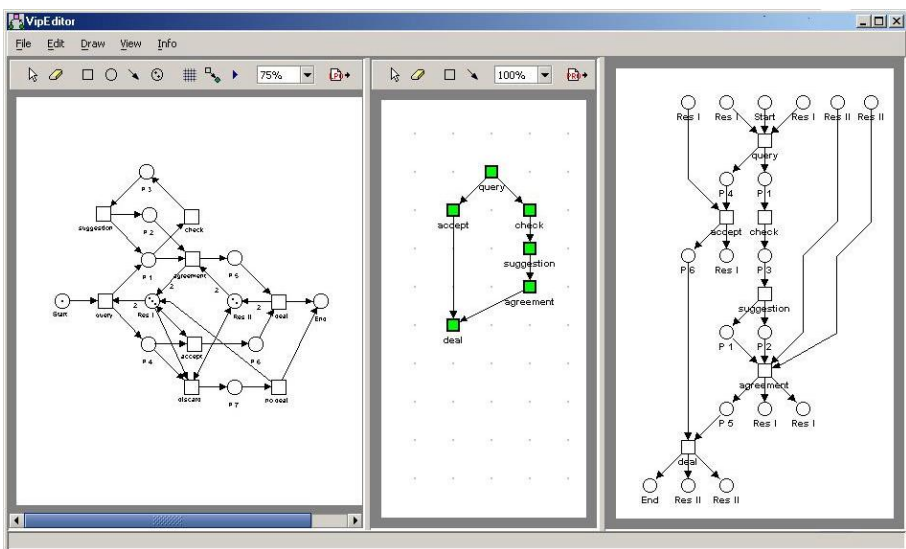 VipEditor
File Edit Draw View Info
75% LPO
P 3
suggestion P 2 check
P 1 agreement P 5
2 2
Start query 2 Res I Res II 2 deal End
accept
P 4 P 6
discard P 7 no deal
100% PRO
query
accept check
suggestion
agreement
deal
Res I Res I Start Res I Res II Res II
query
P 4 P 1
accept check
P 6 Res I P 3
suggestion
P 1 P 2
agreement
P 5 Res I Res I
deal
End Res II Res II